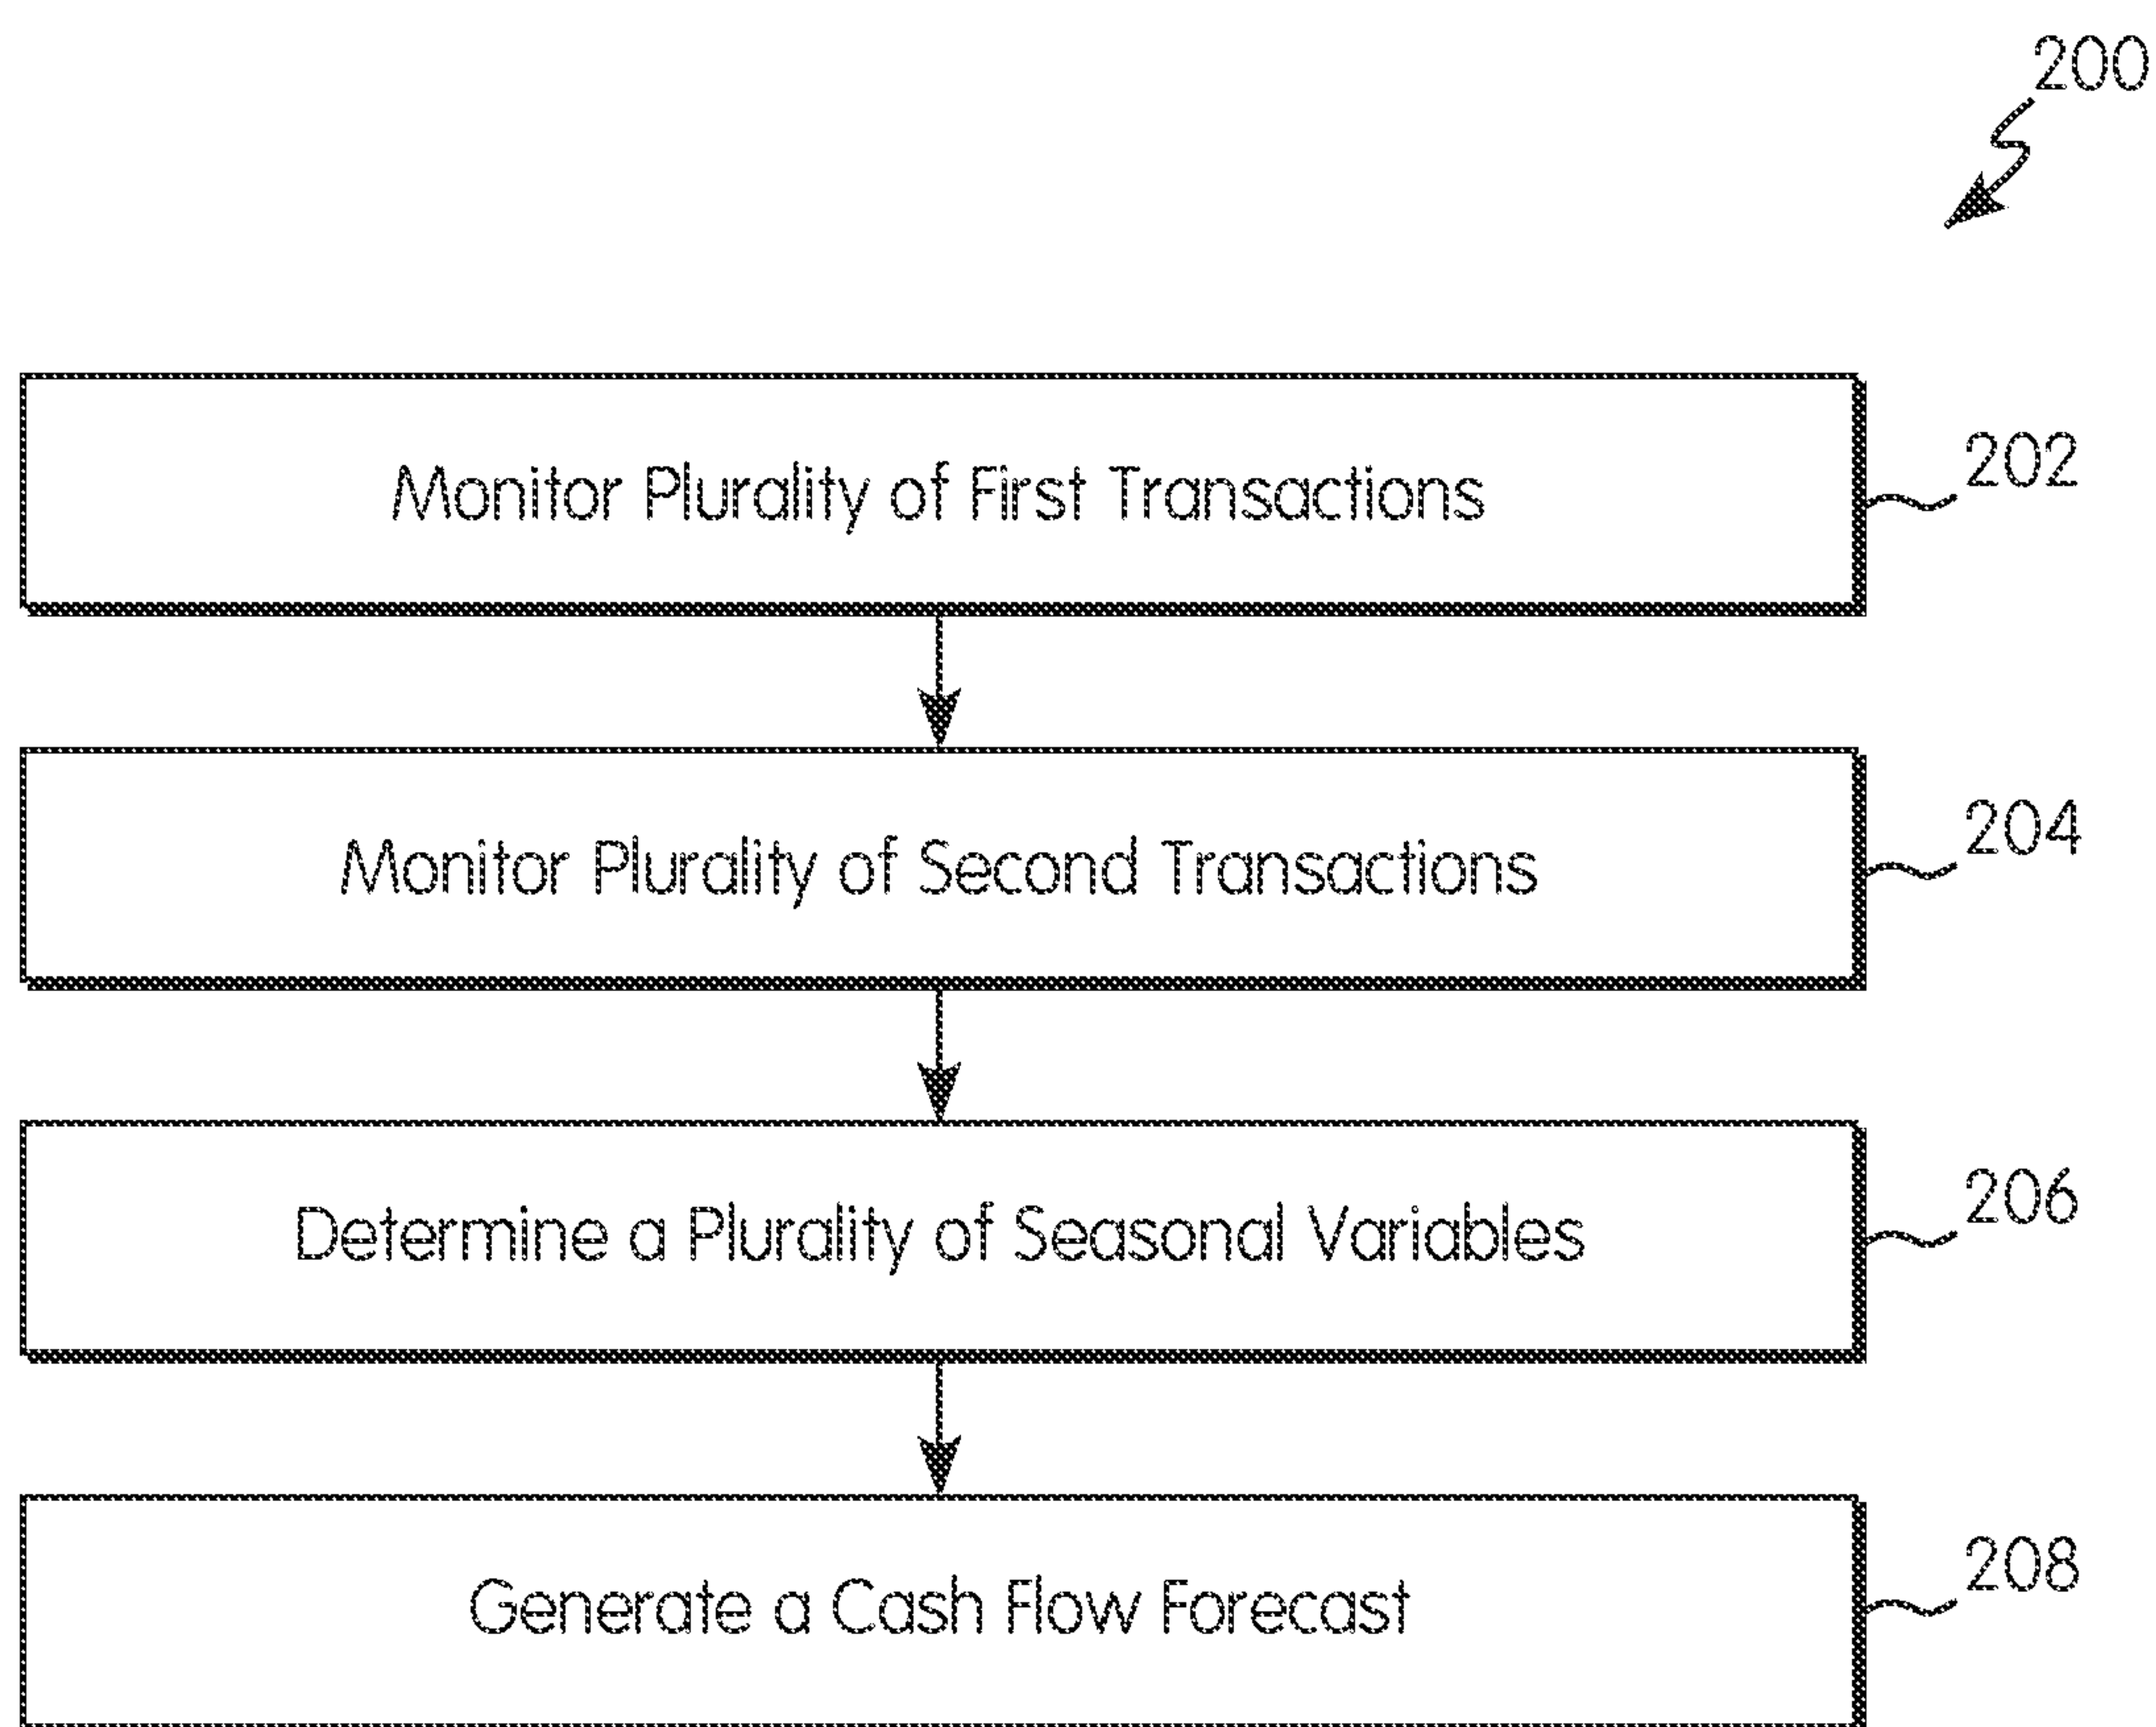 200
Monitor Plurality of First Transactions
202
Monitor Plurality of Second Transactions
204
Determine a Plurality of Seasonal Variables
206
Generate a Cash Flow Forecast
208